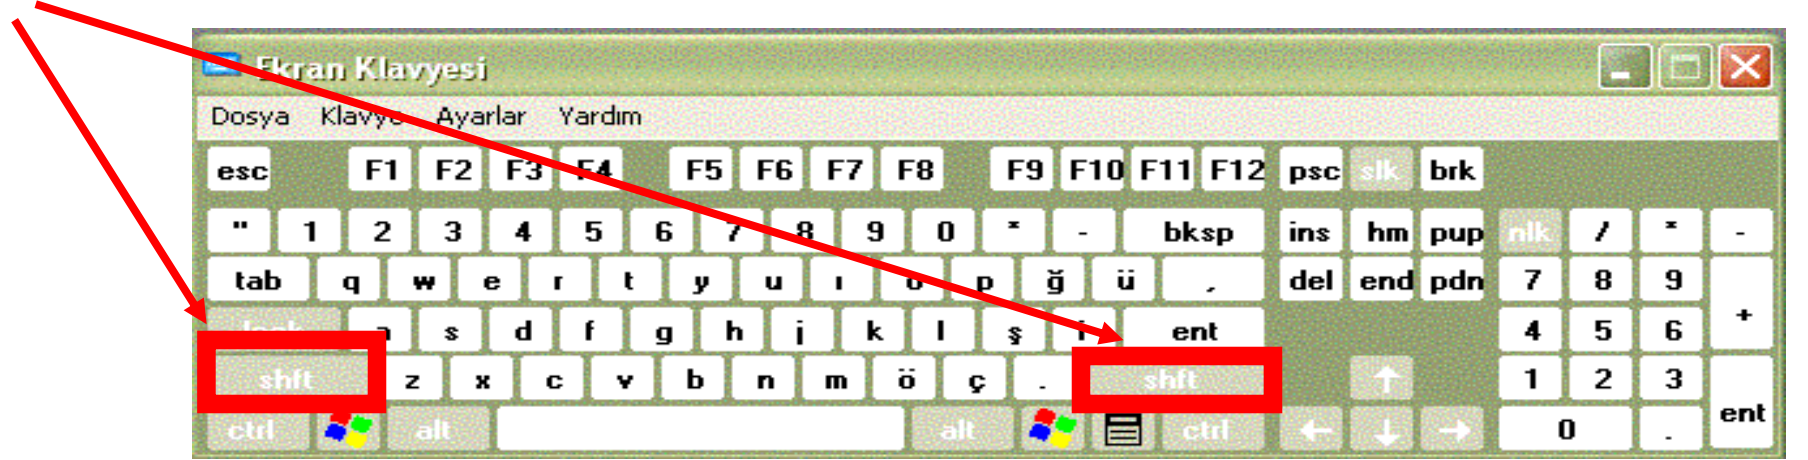 Ekran Klavyesi
Dosya Klavye Ayarlar Yardım
esc F1 F2 F3 F4 F5 F6 F7 F8 F9 F10 F11 F12 psc slk brk
" 1 2 3 4 5 6 7 8 9 0 * - bksp ins hm pup nlk / * -
tab q w e r t y u ı o p ğ ü , del end pdn 7 8 9 +
lock a s d f g h j k l ş i ent 4 5 6
shft z x c v b n m ö ç . shft ↑ 1 2 3 ent
ctrl alt alt ctrl ← ↓ → 0 .